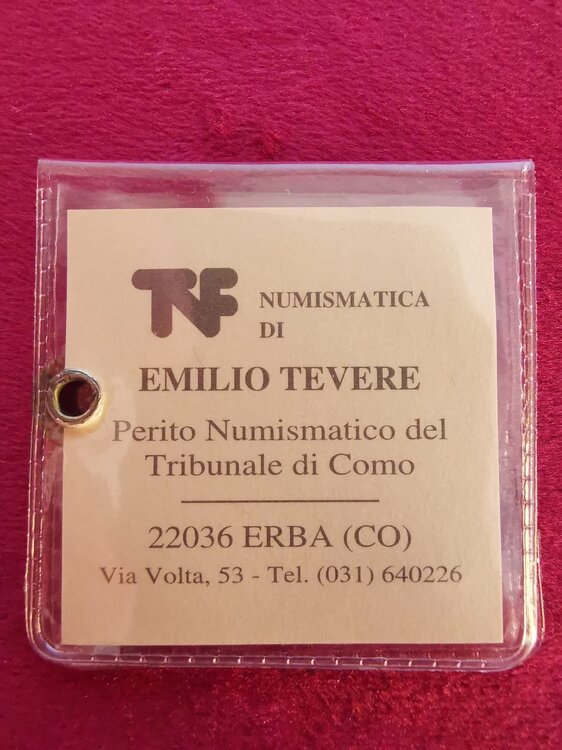 TNF
NUMISMATICA
DI
EMILIO TEVERE
Perito Numismatico del
Tribunale di Como
22036 ERBA (CO)
Via Volta, 53 - Tel. (031) 640226